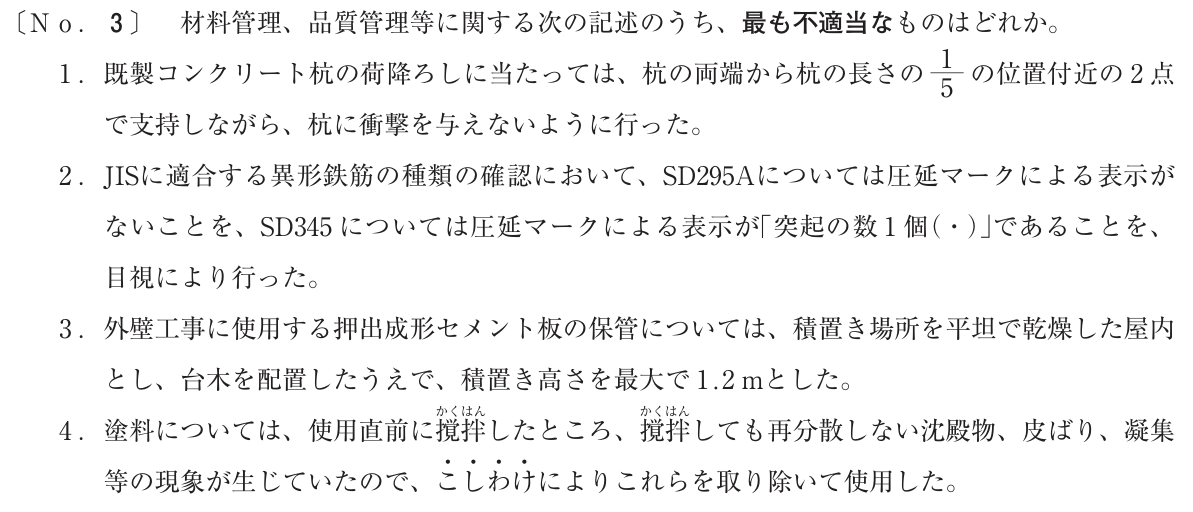 〔No. 3〕　材料管理、品質管理等に関する次の記述のうち、最も不適当なものはどれか。
1. 既製コンクリート杭の荷降ろしに当たっては、杭の両端から杭の長さの 1/5 の位置付近の2点
で支持しながら、杭に衝撃を与えないように行った。
2. JISに適合する異形鉄筋の種類の確認において、SD295Aについては圧延マークによる表示が
ないことを、SD345 については圧延マークによる表示が「突起の数1個(・)」であることを、
目視により行った。
3. 外壁工事に使用する押出成形セメント板の保管については、積置き場所を平坦で乾燥した屋内
とし、台木を配置したうえで、積置き高さを最大で1.2 mとした。
かくはん　かくはん
4. 塗料については、使用直前に撹拌したところ、撹拌しても再分散しない沈殿物、皮ばり、凝集
等の現象が生じていたので、こしわけによりこれらを取り除いて使用した。